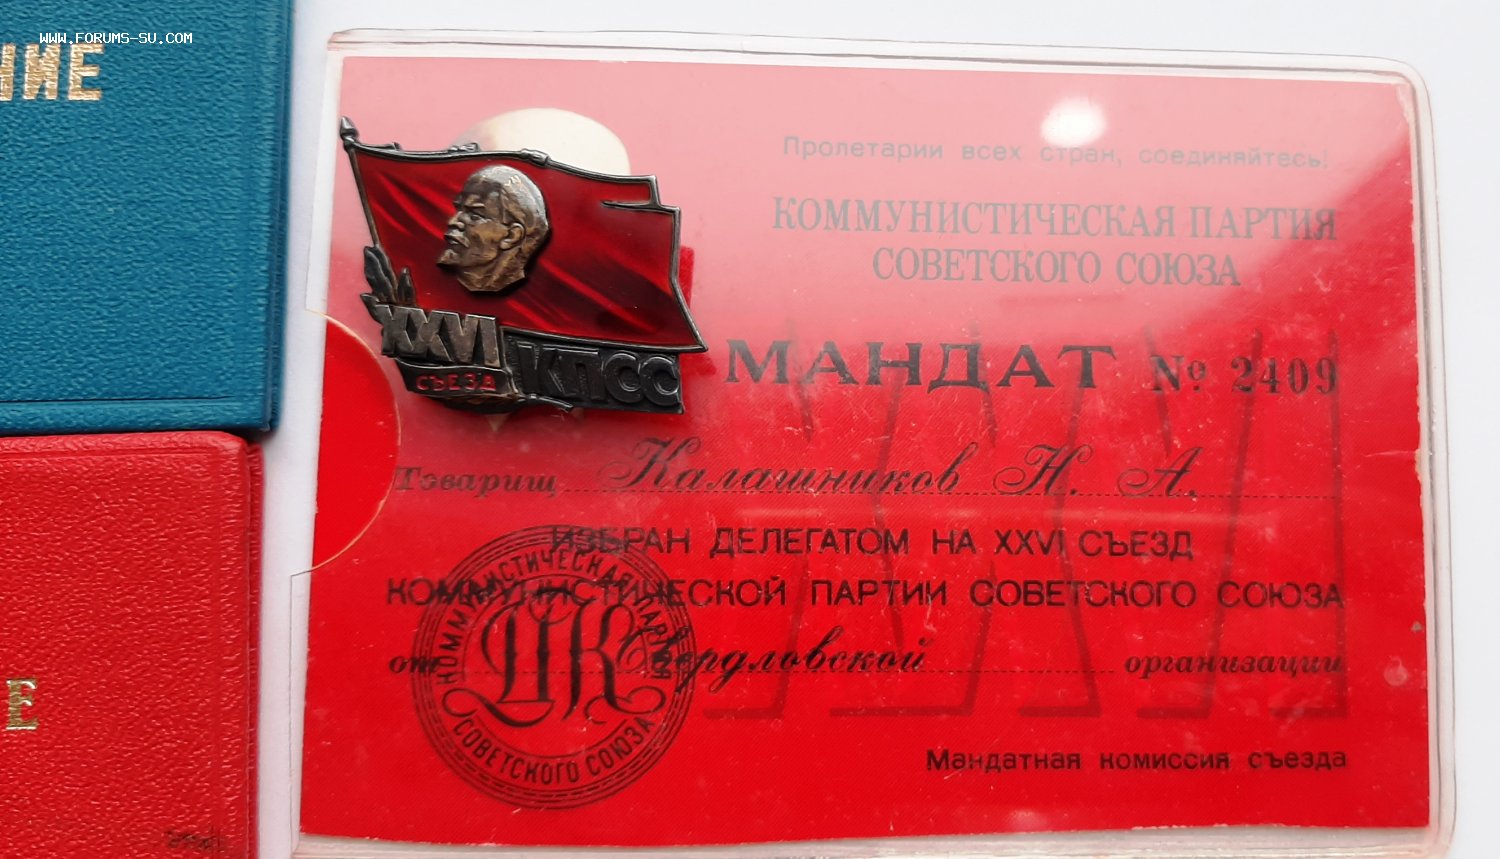 WWW.FORUMS-SU.COM
Пролетарии всех стран, соединяйтесь!
КОММУНИСТИЧЕСКАЯ ПАРТИЯ
СОВЕТСКОГО СОЮЗА
МАНДАТ № 2409
Товарищ Калашников Н. А.
ИЗБРАН ДЕЛЕГАТОМ НА XXVI СЪЕЗД
КОММУНИСТИЧЕСКОЙ ПАРТИИ СОВЕТСКОГО СОЮЗА
от Свердловской организации
Мандатная комиссия съезда
XXVI
СЪЕЗД
КПСС
XXVI
КОММУНИСТИЧЕСКАЯ ПАРТИЯ
ЦК
СОВЕТСКОГО СОЮЗА
НИЕ
Е